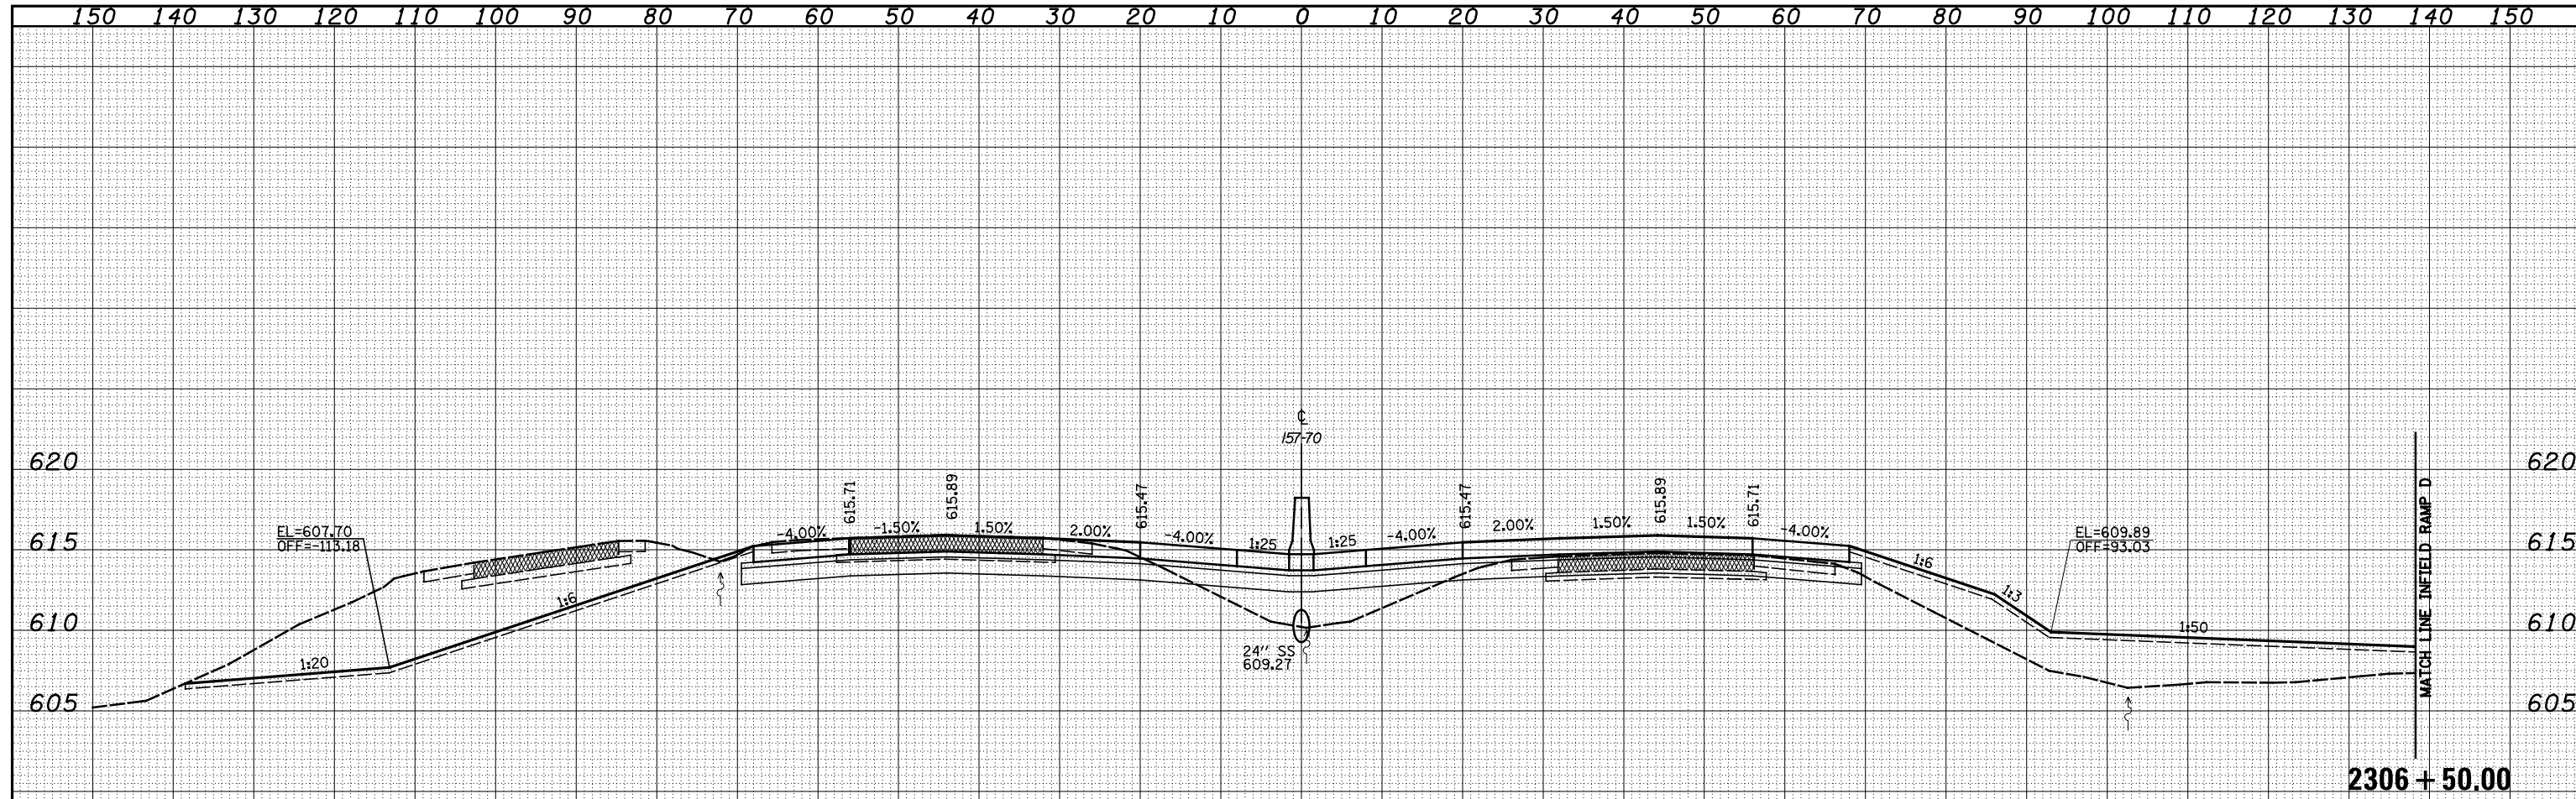 150 140 130 120 110 100 90 80 70 60 50 40 30 20 10 0 10 20 30 40 50 60 70 80 90 100 110 120 130 140 150
℄
157-70
620 620
615.71 615.89 615.47 615.47 615.89 615.71
EL=607.70
OFF=-113.18
-4.00% -1.50% 1.50% 2.00% -4.00% 1:25 1:25 -4.00% 2.00% 1.50% 1.50% -4.00%
EL=609.89
OFF=93.03
615 615
1:6 1:6 1:3
610 610
1:20 1:50
24" SS
609.27
MATCH LINE INFIELD RAMP D
605 605
2306 + 50.00